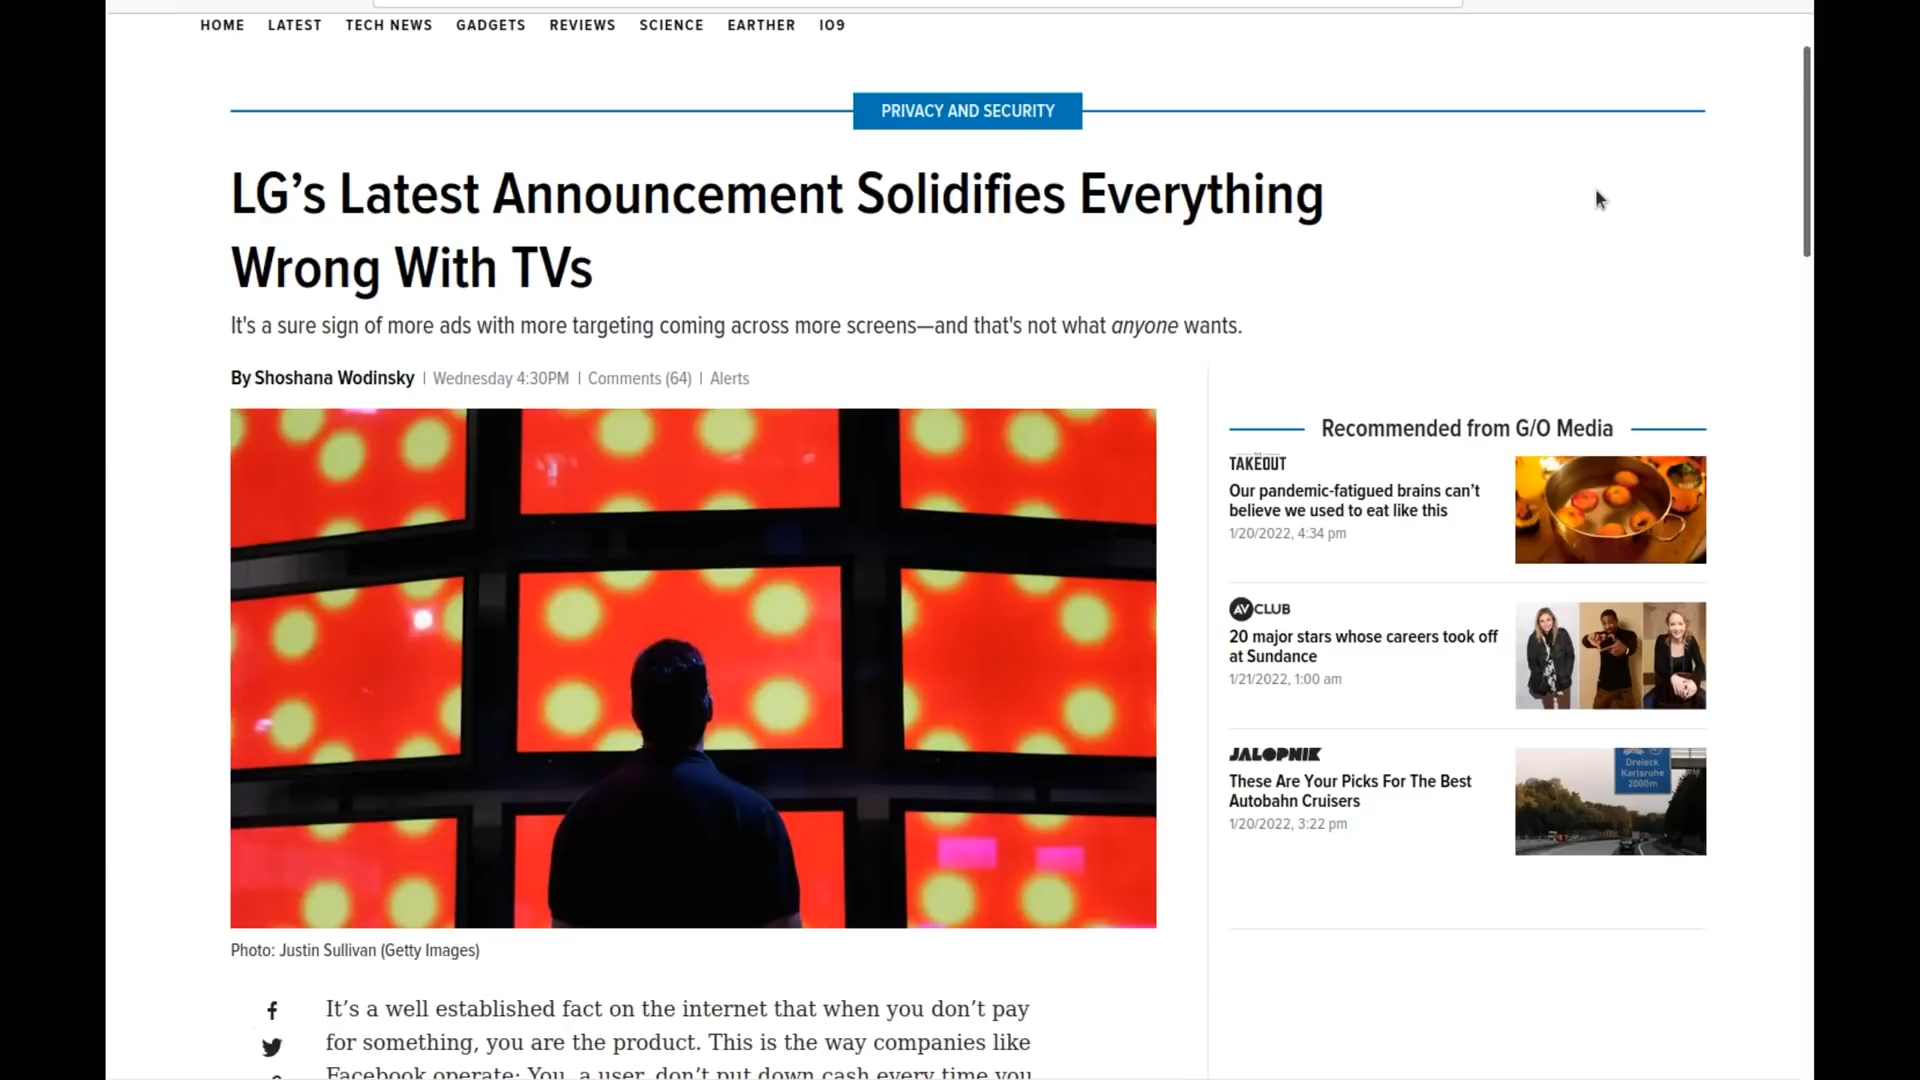 HOME LATEST TECH NEWS GADGETS REVIEWS SCIENCE EARTHER IO9
PRIVACY AND SECURITY
LG’s Latest Announcement Solidifies Everything
Wrong With TVs
It's a sure sign of more ads with more targeting coming across more screens—and that's not what anyone wants.
By Shoshana Wodinsky | Wednesday 4:30PM | Comments (64) | Alerts
Recommended from G/O Media
THE TAKEOUT
Our pandemic-fatigued brains can’t
believe we used to eat like this
1/20/2022, 4:34 pm
AV CLUB
20 major stars whose careers took off
at Sundance
1/21/2022, 1:00 am
JALOPNIK
These Are Your Picks For The Best
Autobahn Cruisers
1/20/2022, 3:22 pm
Dreieck
Karlsruhe
2000m
Photo: Justin Sullivan (Getty Images)
It’s a well established fact on the internet that when you don’t pay
for something, you are the product. This is the way companies like
Facebook operate: You, a user, don’t put down cash every time you